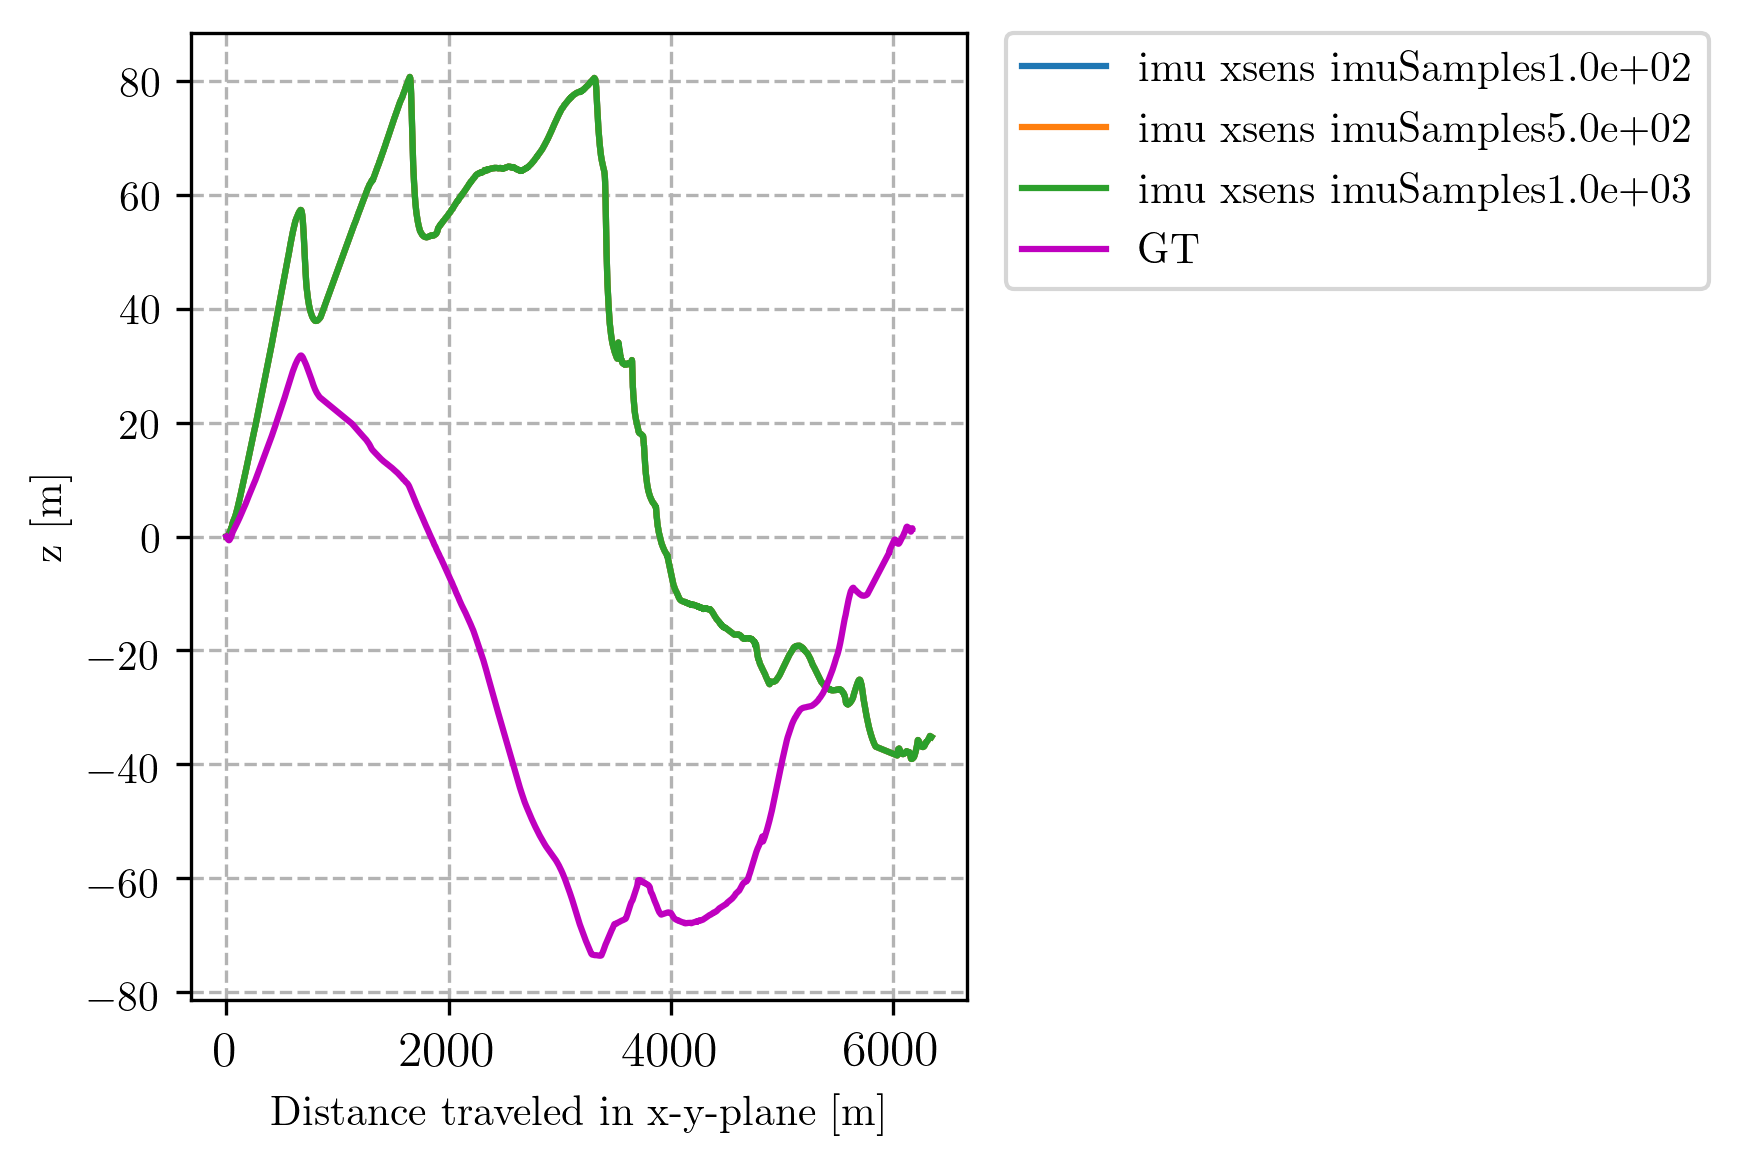 imu xsens imuSamples1.0e+02
imu xsens imuSamples5.0e+02
imu xsens imuSamples1.0e+03
GT
80
60
40
20
0
−20
−40
−60
−80
z [m]
0 2000 4000 6000
Distance traveled in x-y-plane [m]